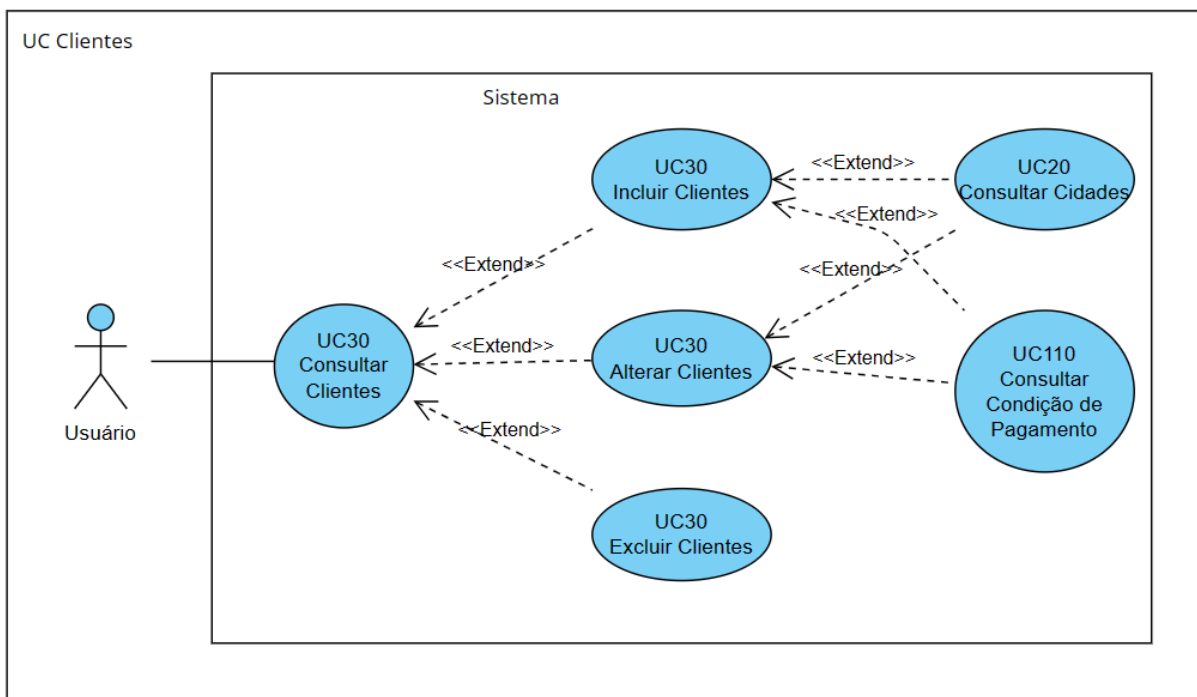 UC Clientes
Sistema
UC30
Incluir Clientes
<<Extend>>
UC20
Consultar Cidades
<<Extend>>
<<Extend>>
<<Extend>>
UC30
Consultar
Clientes
<<Extend>>
UC30
Alterar Clientes
<<Extend>>
UC110
Consultar
Condição de
Pagamento
Usuário
<<Extend>>
UC30
Excluir Clientes